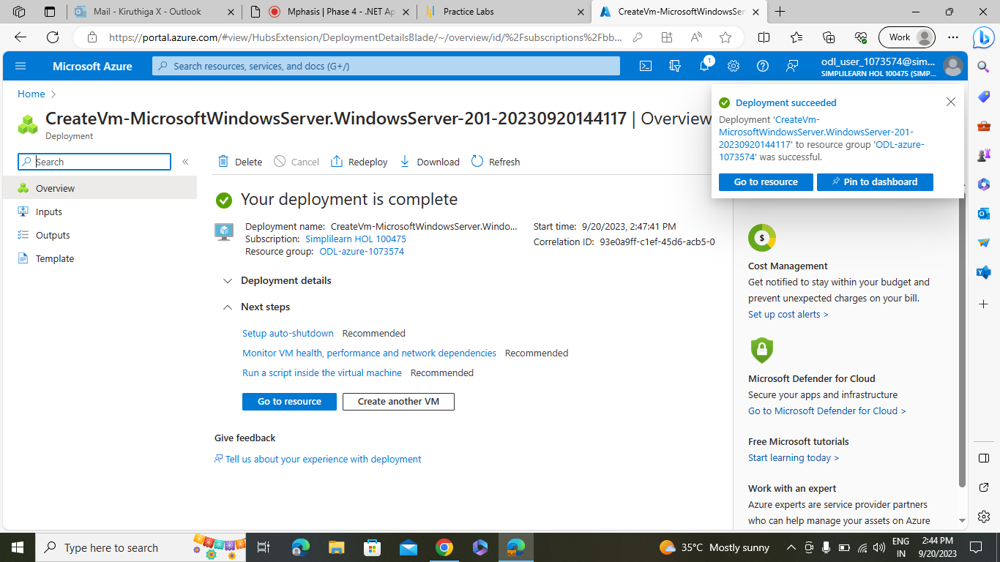 Mail - Kiruthiga X - Outlook
Mphasis | Phase 4 - .NET Ap
Practice Labs
CreateVm-MicrosoftWindowsSer
https://portal.azure.com/#view/HubsExtension/DeploymentDetailsBlade/~/overview/id/%2Fsubscriptions%2Fbb...
Work
Microsoft Azure
Search resources, services, and docs (G+/)
1
odl_user_1073574@sim...
SIMPLILEARN HOL 100475 (SIMP...
Home
CreateVm-MicrosoftWindowsServer.WindowsServer-201-20230920144117 | Overview
Deployment
Deployment succeeded
Deployment 'CreateVm-
MicrosoftWindowsServer.WindowsServer-201-
20230920144117' to resource group 'ODL-azure-
1073574' was successful.
Go to resource
Pin to dashboard
Search
Delete
Cancel
Redeploy
Download
Refresh
Overview
Inputs
Outputs
Template
Your deployment is complete
Deployment name: CreateVm-MicrosoftWindowsServer.Windo...
Subscription: Simplilearn HOL 100475
Resource group: ODL-azure-1073574
Start time: 9/20/2023, 2:47:41 PM
Correlation ID: 93e0a9ff-c1ef-45d6-acb5-0
Deployment details
Next steps
Setup auto-shutdown Recommended
Monitor VM health, performance and network dependencies Recommended
Run a script inside the virtual machine Recommended
Go to resource
Create another VM
Give feedback
Tell us about your experience with deployment
Cost Management
Get notified to stay within your budget and
prevent unexpected charges on your bill.
Set up cost alerts >
Microsoft Defender for Cloud
Secure your apps and infrastructure
Go to Microsoft Defender for Cloud >
Free Microsoft tutorials
Start learning today >
Work with an expert
Azure experts are service provider partners
who can help manage your assets on Azure
Type here to search
35°C Mostly sunny
ENG
IN
2:44 PM
9/20/2023